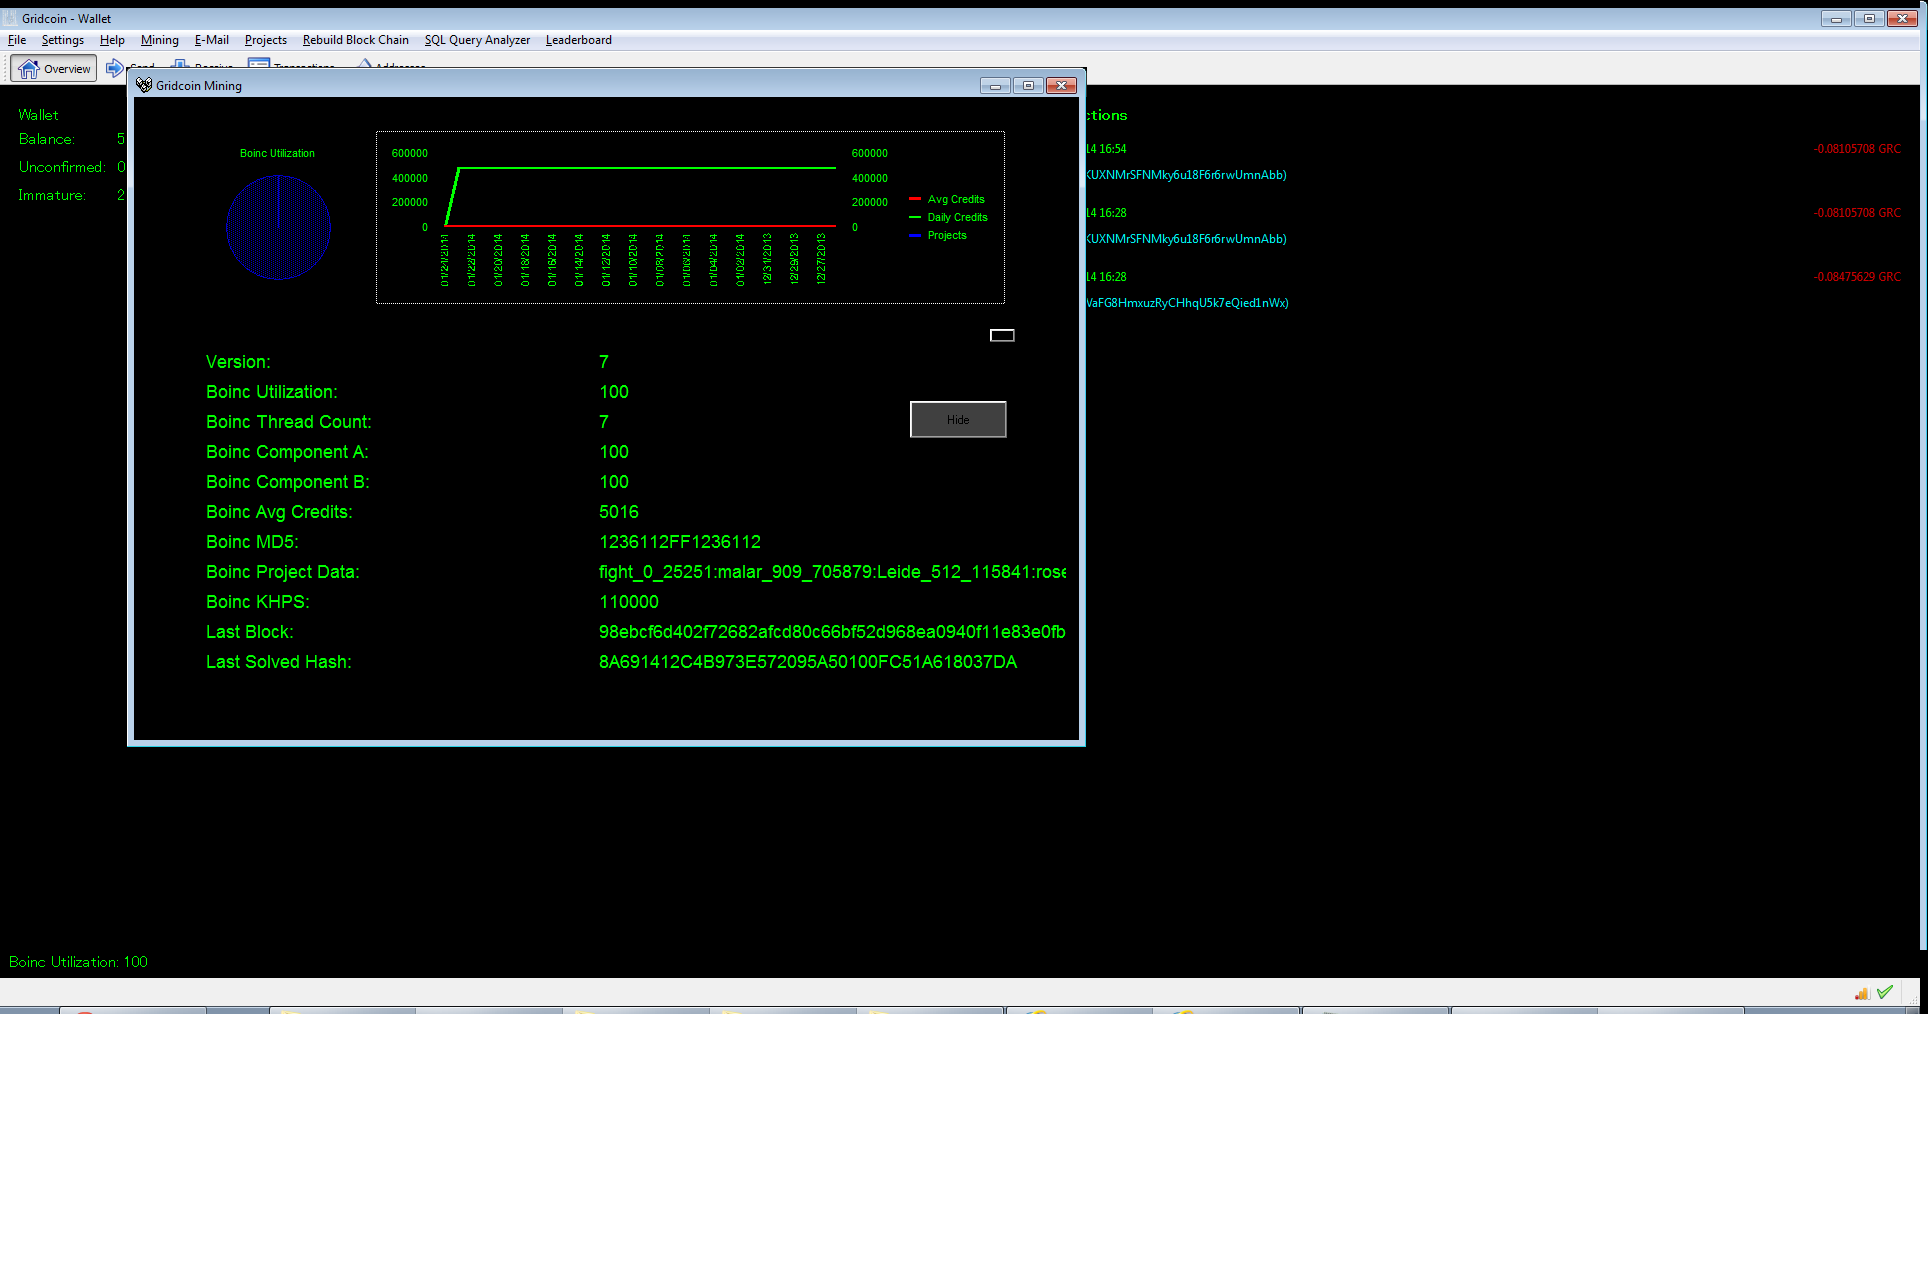 Gridcoin - Wallet
File Settings Help Mining E-Mail Projects Rebuild Block Chain SQL Query Analyzer Leaderboard
Overview Send Receive Transactions Addresses
Gridcoin Mining
Wallet
Balance: 5
Unconfirmed: 0
Immature: 2
Boinc Utilization
600000
400000
200000
0
600000
400000
200000
0
Avg Credits
Daily Credits
Projects
01/24/2014 01/22/2014 01/20/2014 01/18/2014 01/16/2014 01/14/2014 01/12/2014 01/10/2014 01/08/2014 01/06/2014 01/04/2014 01/02/2014 12/31/2013 12/29/2013 12/27/2013
Version: 7
Boinc Utilization: 100
Boinc Thread Count: 7
Boinc Component A: 100
Boinc Component B: 100
Boinc Avg Credits: 5016
Boinc MD5: 1236112FF1236112
Boinc Project Data: fight_0_25251:malar_909_705879:Leide_512_115841:rose
Boinc KHPS: 110000
Last Block: 98ebcf6d402f72682afcd80c66bf52d968ea0940f11e83e0fb
Last Solved Hash: 8A691412C4B973E572095A50100FC51A618037DA
Hide
ctions
14 16:54 -0.08105708 GRC
KUXNMrSFNMky6u18F6r6rwUmnAbb)
14 16:28 -0.08105708 GRC
KUXNMrSFNMky6u18F6r6rwUmnAbb)
14 16:28 -0.08475629 GRC
VaFG8HmxuzRyCHhqU5k7eQied1nWx)
Boinc Utilization: 100